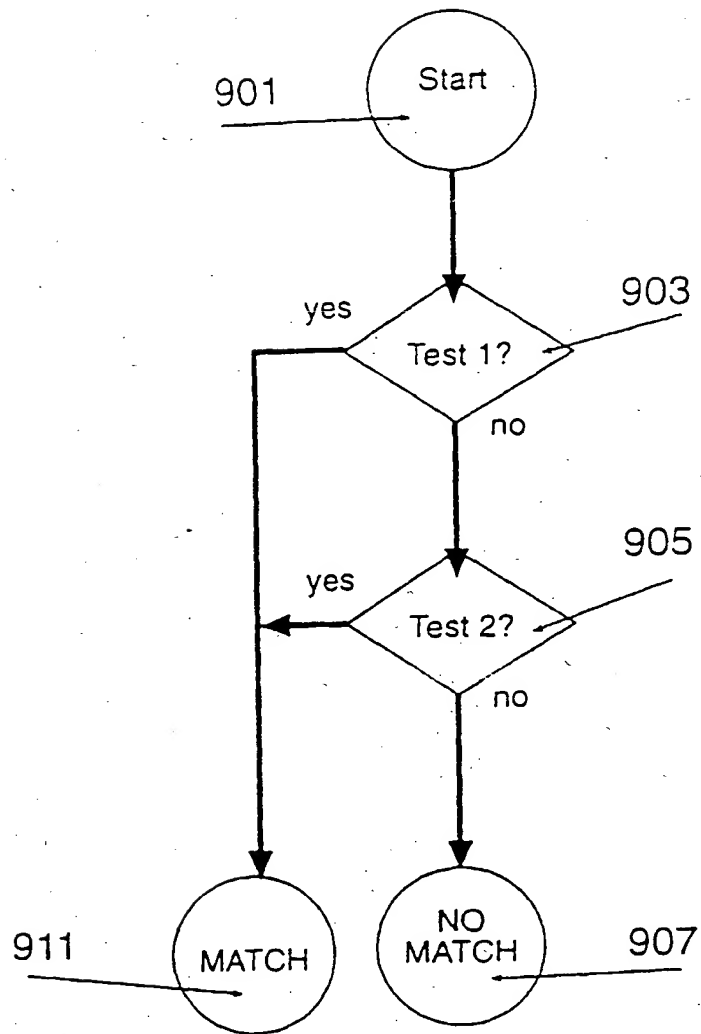 Start
901
903
yes
Test 1?
no
905
yes
Test 2?
no
NO
MATCH
911
MATCH
907